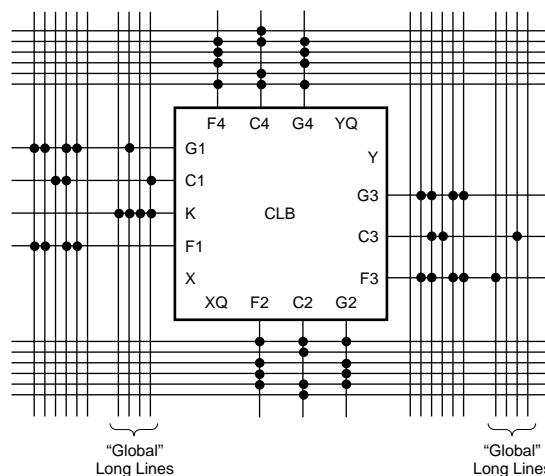 F4 C4 G4 YQ
G1
Y
C1
G3
K
CLB
C3
F1
X
F3
XQ F2 C2 G2
“Global”
Long Lines
“Global”
Long Lines